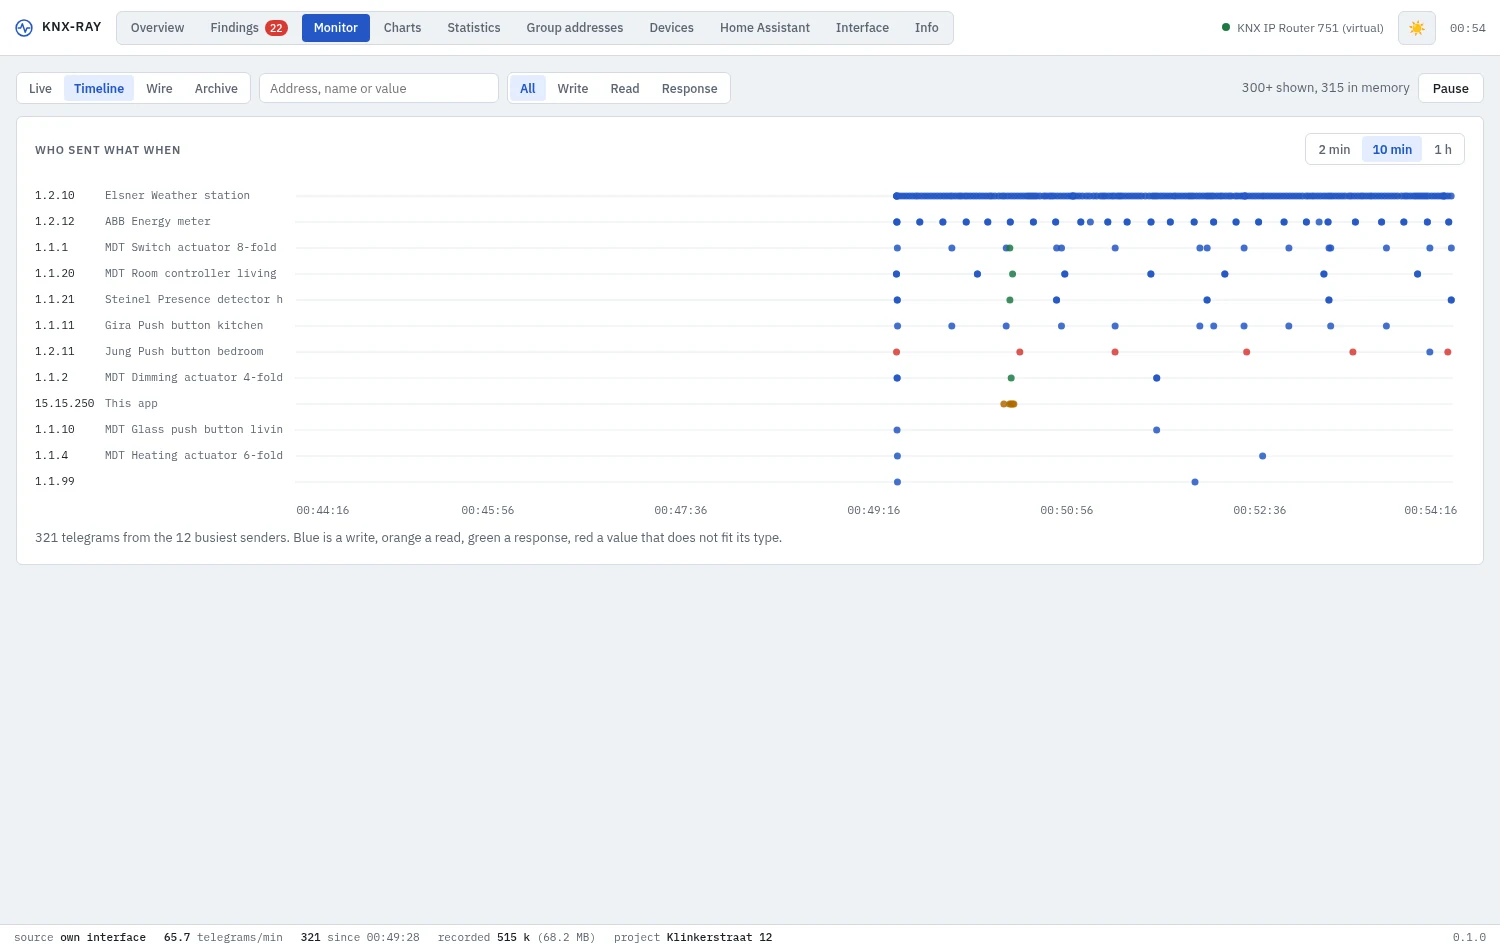 KNX-RAY Overview Findings 22 Monitor Charts Statistics Group addresses Devices Home Assistant Interface Info KNX IP Router 751 (virtual) 00:54
Live Timeline Wire Archive Address, name or value All Write Read Response 300+ shown, 315 in memory Pause
WHO SENT WHAT WHEN 2 min 10 min 1 h
1.2.10 Elsner Weather station
1.2.12 ABB Energy meter
1.1.1 MDT Switch actuator 8-fold
1.1.20 MDT Room controller living
1.1.21 Steinel Presence detector h
1.1.11 Gira Push button kitchen
1.2.11 Jung Push button bedroom
1.1.2 MDT Dimming actuator 4-fold
15.15.250 This app
1.1.10 MDT Glass push button livin
1.1.4 MDT Heating actuator 6-fold
1.1.99
00:44:16 00:45:56 00:47:36 00:49:16 00:50:56 00:52:36 00:54:16
321 telegrams from the 12 busiest senders. Blue is a write, orange a read, green a response, red a value that does not fit its type.
source own interface 65.7 telegrams/min 321 since 00:49:28 recorded 515 k (68.2 MB) project Klinkerstraat 12 0.1.0